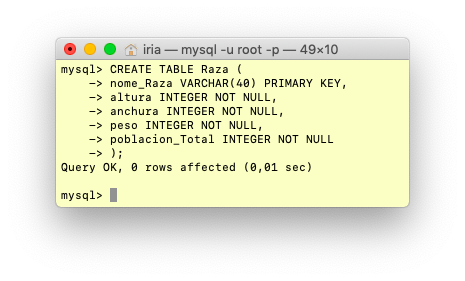 iria — mysql -u root -p — 49×10
mysql> CREATE TABLE Raza (
    -> nome_Raza VARCHAR(40) PRIMARY KEY,
    -> altura INTEGER NOT NULL,
    -> anchura INTEGER NOT NULL,
    -> peso INTEGER NOT NULL,
    -> poblacion_Total INTEGER NOT NULL
    -> );
Query OK, 0 rows affected (0,01 sec)
mysql>